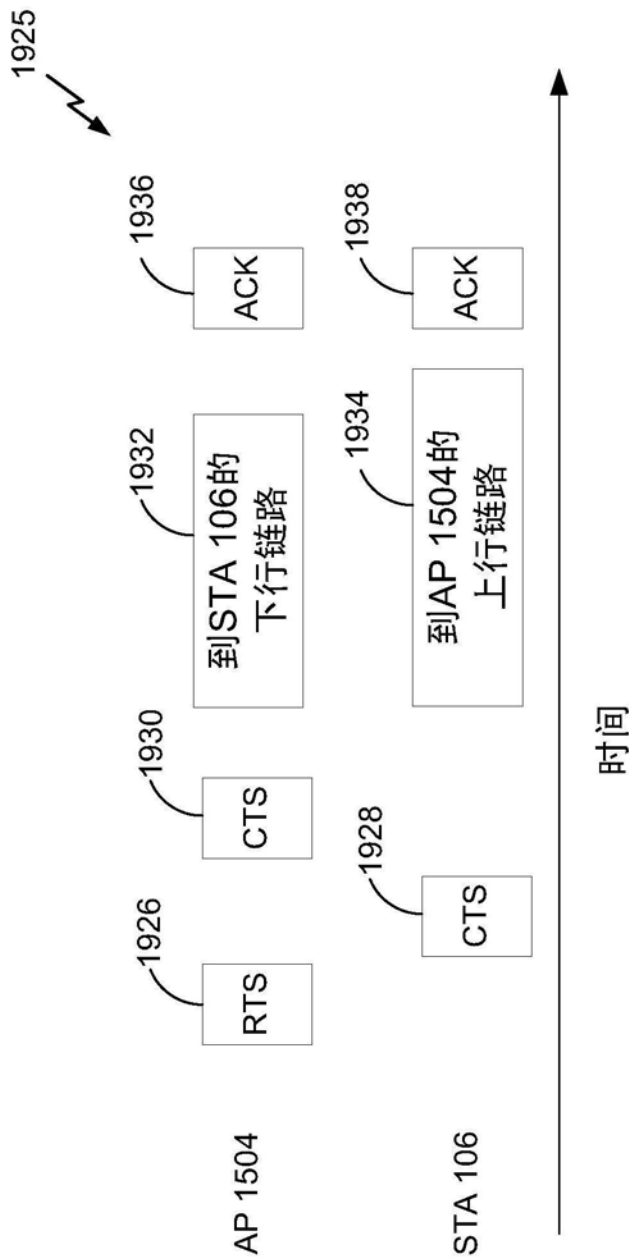 1925
AP 1504
1926
RTS
1930
CTS
1932
到STA 106的
下行链路
1936
ACK
STA 106
1928
CTS
1934
到AP 1504的
上行链路
1938
ACK
时间